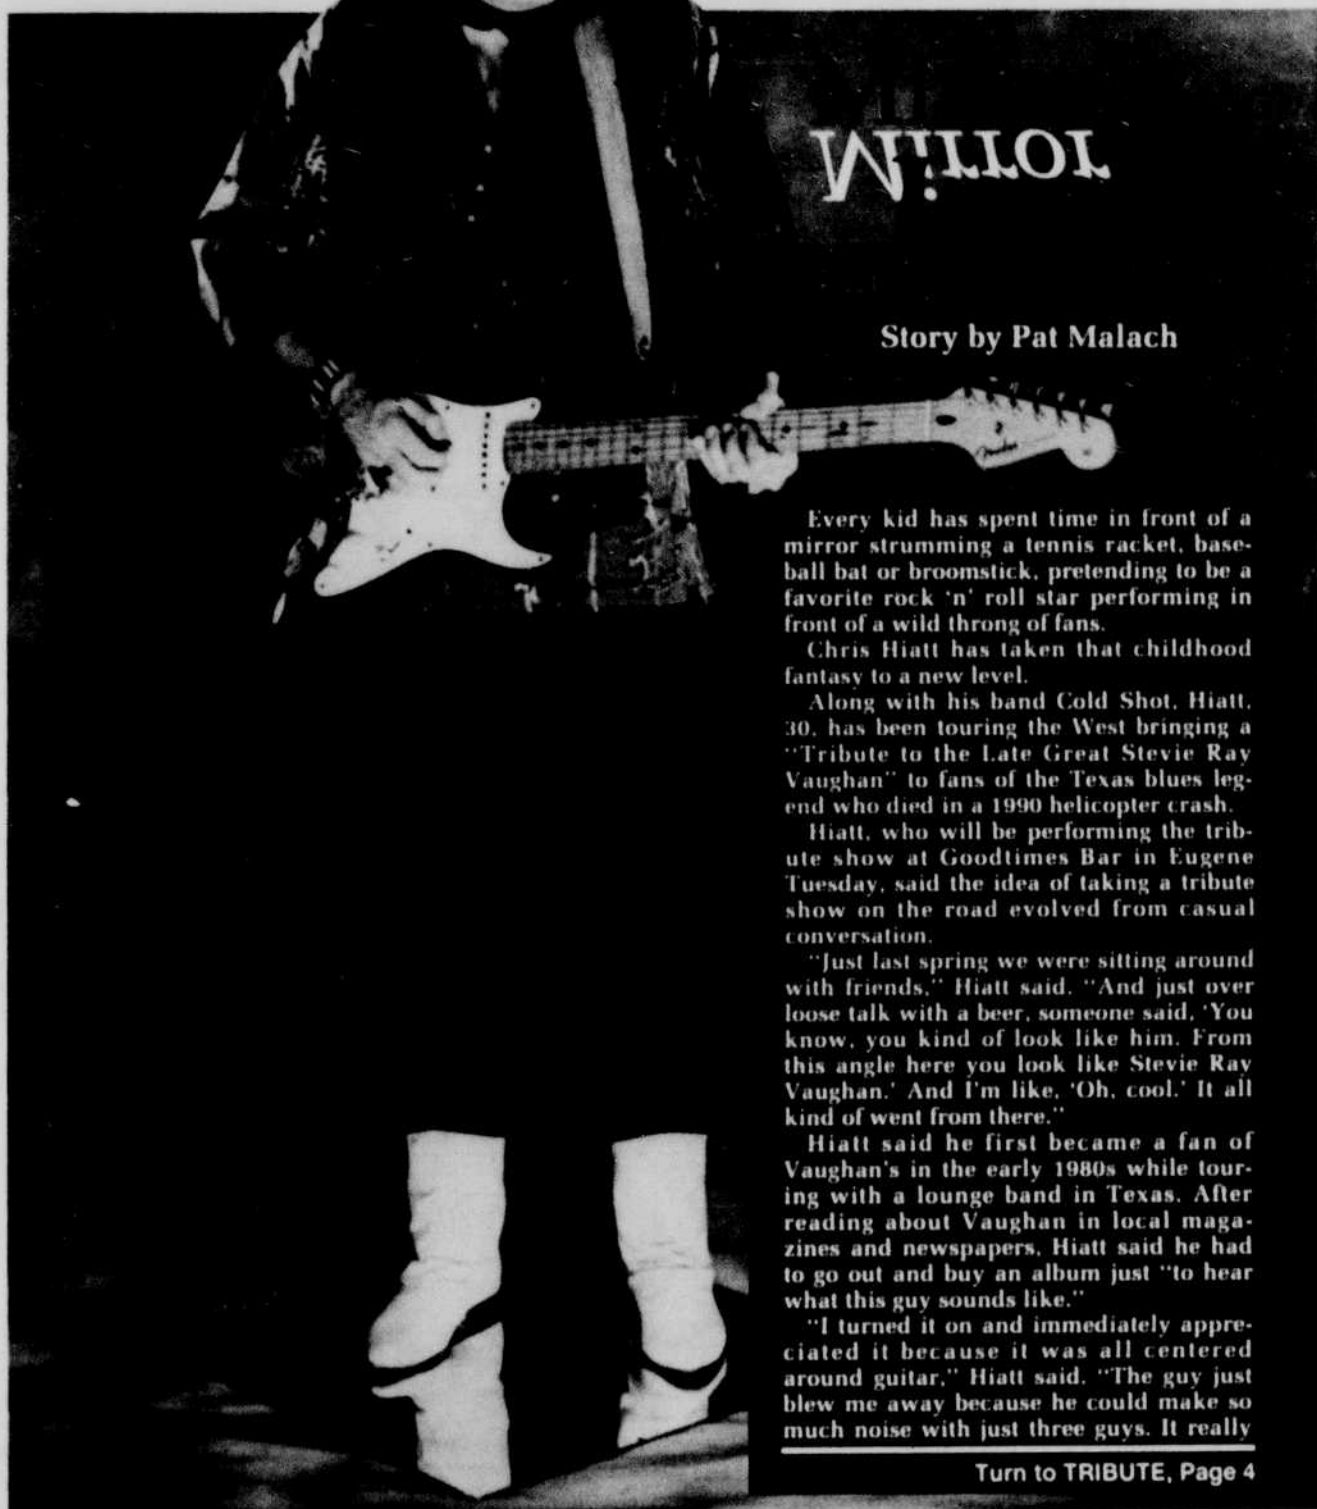 Mirror
Story by Pat Malach
Fender
Every kid has spent time in front of a
mirror strumming a tennis racket, base-
ball bat or broomstick, pretending to be a
favorite rock 'n' roll star performing in
front of a wild throng of fans.
Chris Hiatt has taken that childhood
fantasy to a new level.
Along with his band Cold Shot, Hiatt,
30, has been touring the West bringing a
"Tribute to the Late Great Stevie Ray
Vaughan" to fans of the Texas blues leg-
end who died in a 1990 helicopter crash.
Hiatt, who will be performing the trib-
ute show at Goodtimes Bar in Eugene
Tuesday, said the idea of taking a tribute
show on the road evolved from casual
conversation.
"Just last spring we were sitting around
with friends," Hiatt said. "And just over
loose talk with a beer, someone said, 'You
know, you kind of look like him. From
this angle here you look like Stevie Ray
Vaughan.' And I'm like, 'Oh, cool.' It all
kind of went from there."
Hiatt said he first became a fan of
Vaughan's in the early 1980s while tour-
ing with a lounge band in Texas. After
reading about Vaughan in local maga-
zines and newspapers, Hiatt said he had
to go out and buy an album just "to hear
what this guy sounds like."
"I turned it on and immediately appre-
ciated it because it was all centered
around guitar," Hiatt said. "The guy just
blew me away because he could make so
much noise with just three guys. It really
Turn to TRIBUTE, Page 4